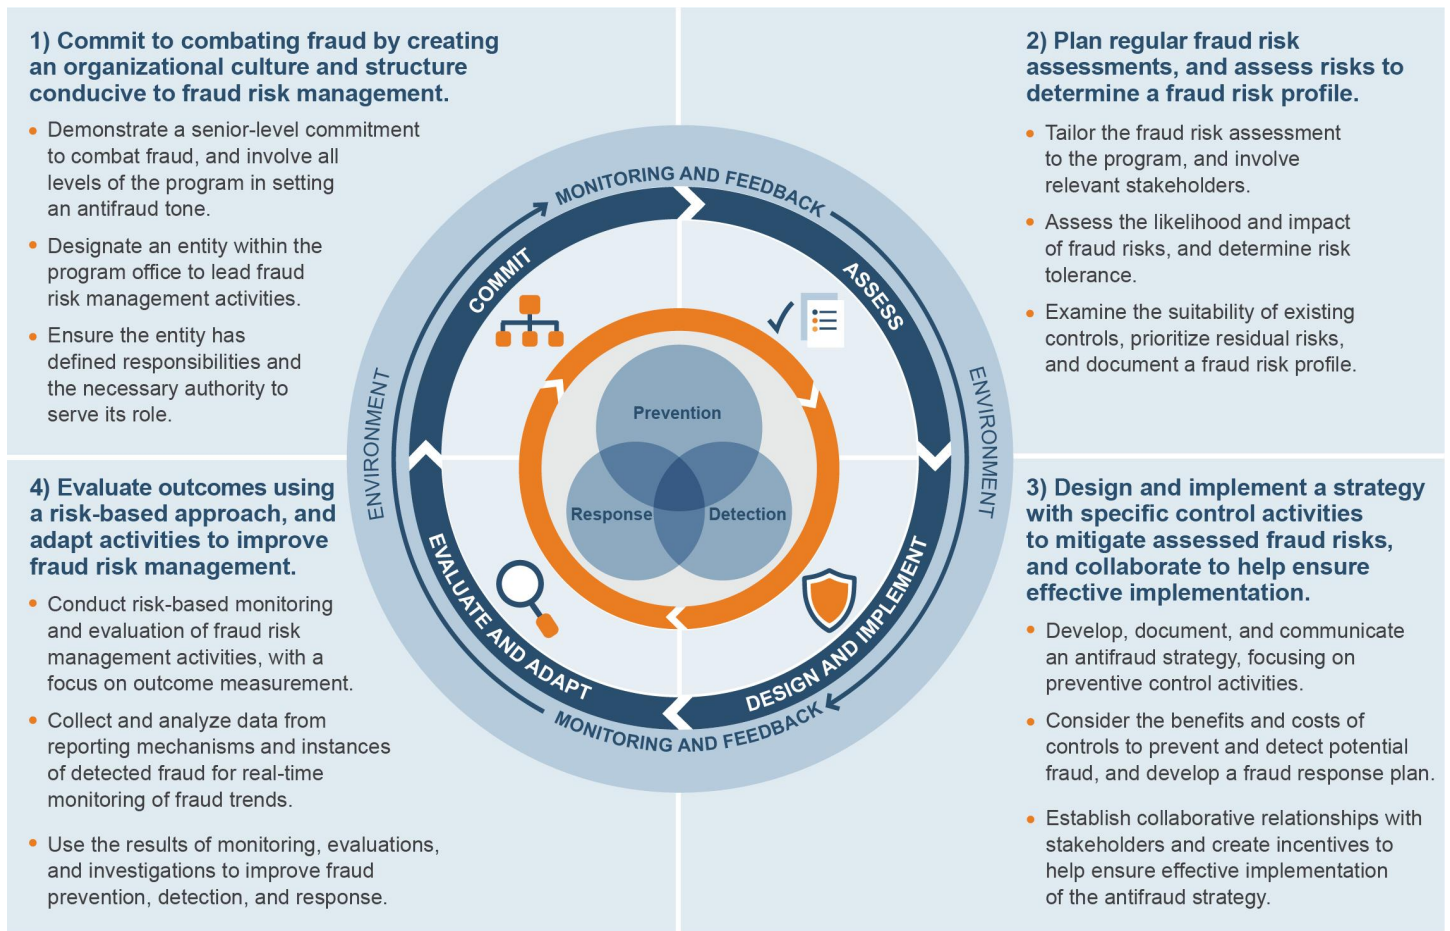 1) Commit to combating fraud by creating
an organizational culture and structure
conducive to fraud risk management.
• Demonstrate a senior-level commitment
to combat fraud, and involve all
levels of the program in setting
an antifraud tone.
• Designate an entity within the
program office to lead fraud
risk management activities.
• Ensure the entity has
defined responsibilities and
the necessary authority to
serve its role.
2) Plan regular fraud risk
assessments, and assess risks to
determine a fraud risk profile.
• Tailor the fraud risk assessment
to the program, and involve
relevant stakeholders.
• Assess the likelihood and impact
of fraud risks, and determine risk
tolerance.
• Examine the suitability of existing
controls, prioritize residual risks,
and document a fraud risk profile.
MONITORING AND FEEDBACK
COMMIT
ASSESS
ENVIRONMENT
ENVIRONMENT
Prevention
Response
Detection
EVALUATE AND ADAPT
DESIGN AND IMPLEMENT
MONITORING AND FEEDBACK
4) Evaluate outcomes using
a risk-based approach, and
adapt activities to improve
fraud risk management.
• Conduct risk-based monitoring
and evaluation of fraud risk
management activities, with a
focus on outcome measurement.
• Collect and analyze data from
reporting mechanisms and instances
of detected fraud for real-time
monitoring of fraud trends.
• Use the results of monitoring, evaluations,
and investigations to improve fraud
prevention, detection, and response.
3) Design and implement a strategy
with specific control activities
to mitigate assessed fraud risks,
and collaborate to help ensure
effective implementation.
• Develop, document, and communicate
an antifraud strategy, focusing on
preventive control activities.
• Consider the benefits and costs of
controls to prevent and detect potential
fraud, and develop a fraud response plan.
• Establish collaborative relationships with
stakeholders and create incentives to
help ensure effective implementation
of the antifraud strategy.